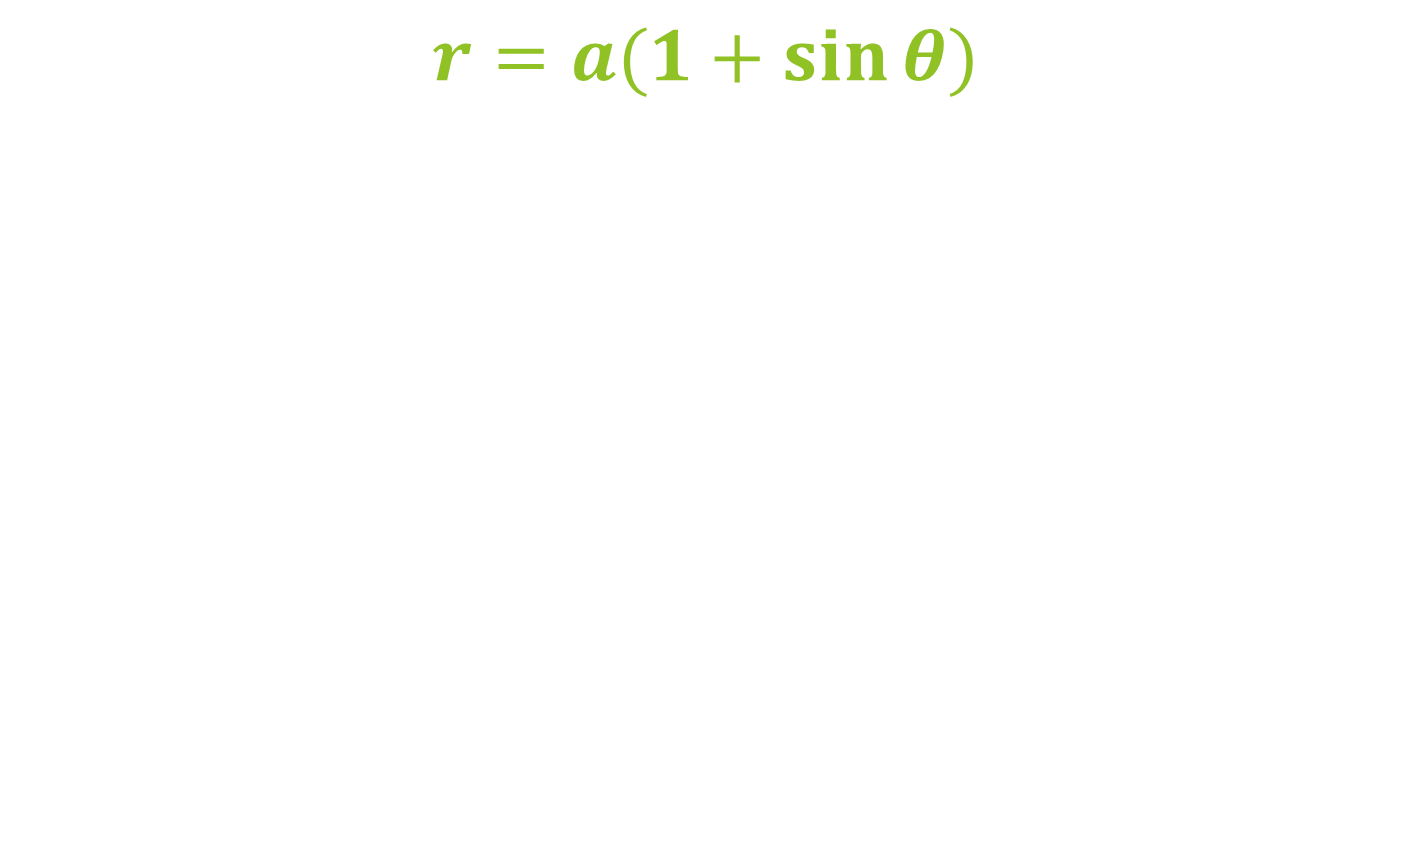 r = a(1 + sin θ)